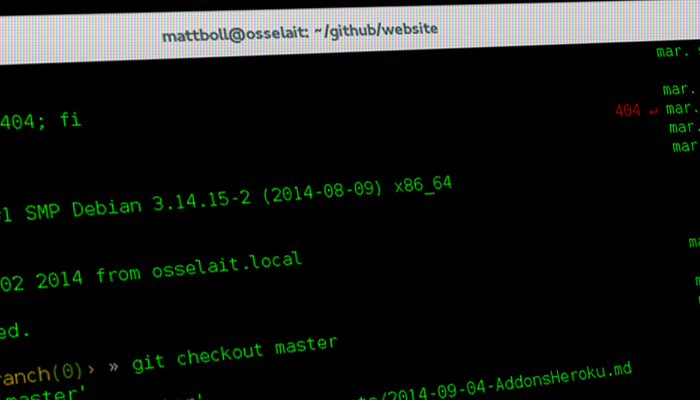 mattboll@osselait: ~/github/website
mar.
404; fi
mar.
404 ↵ mar.
mar.
mar
1 SMP Debian 3.14.15-2 (2014-08-09) x86_64
02 2014 from osselait.local
ed.
ranch(0)› » git checkout master
master'
/2014-09-04-AddonsHeroku.md